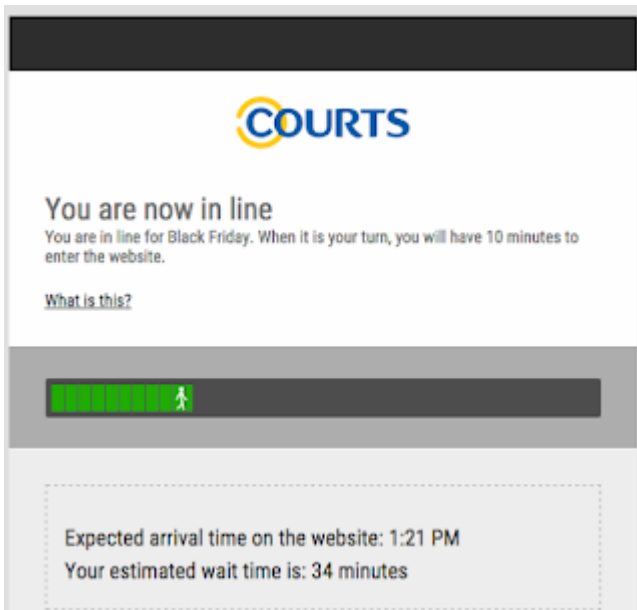 COURTS
You are now in line
You are in line for Black Friday. When it is your turn, you will have 10 minutes to
enter the website.
What is this?
Expected arrival time on the website: 1:21 PM
Your estimated wait time is: 34 minutes